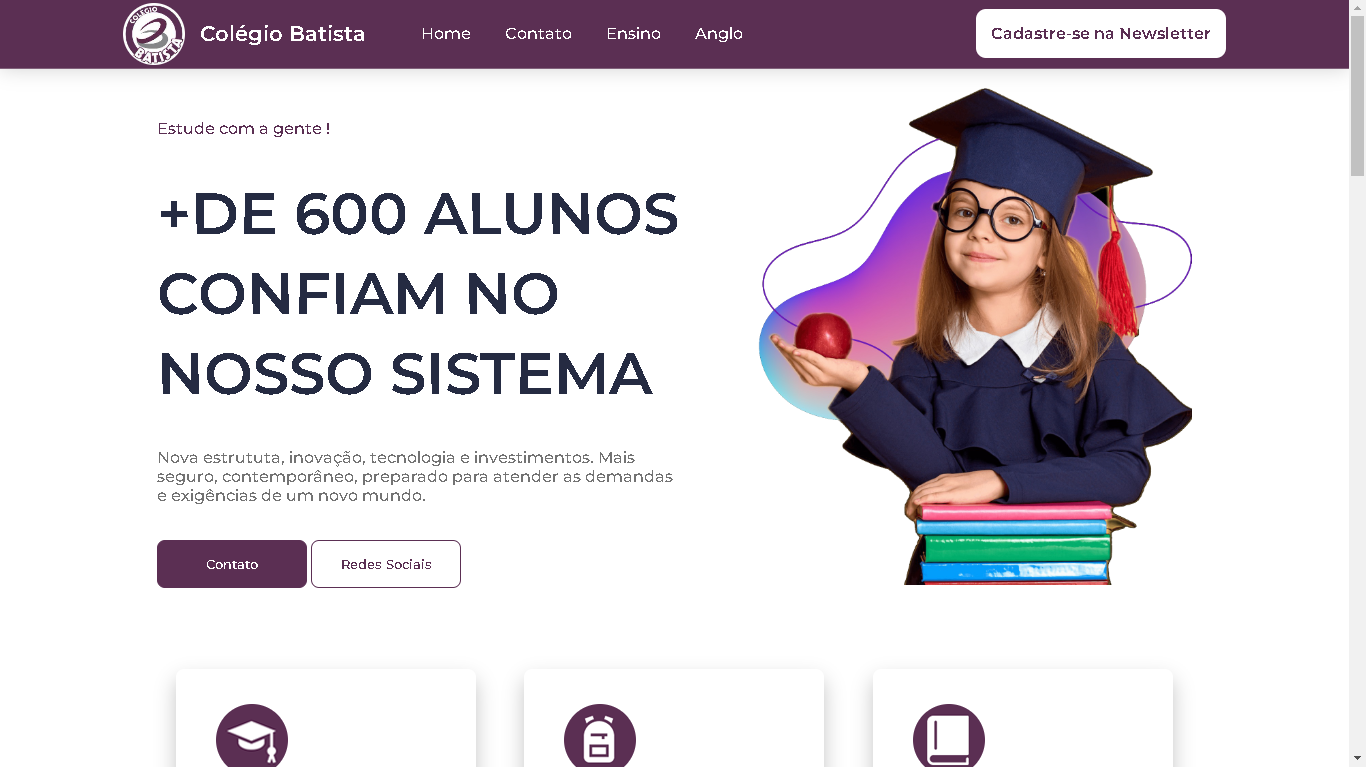 COLÉGIO
BATISTA
Colégio Batista
Home
Contato
Ensino
Anglo
Cadastre-se na Newsletter
Estude com a gente !
+DE 600 ALUNOS
CONFIAM NO
NOSSO SISTEMA
Nova estrututa, inovação, tecnologia e investimentos. Mais
seguro, contemporâneo, preparado para atender as demandas
e exigências de um novo mundo.
Contato
Redes Sociais